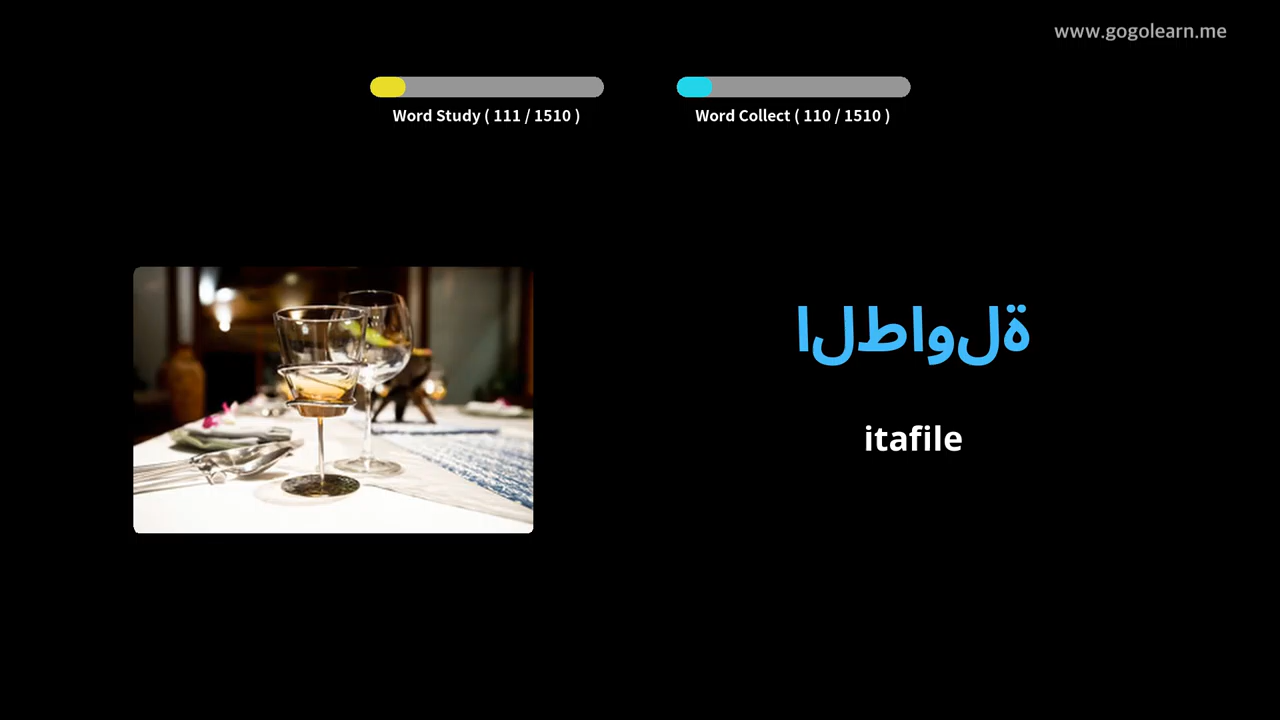 www.gogolearn.me
Word Study ( 111 / 1510 )
Word Collect ( 110 / 1510 )
الطاولة
itafile